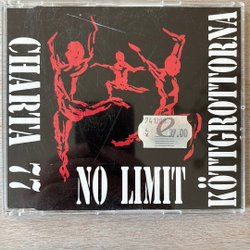 CHARTA 77
NO LIMIT
KÖTTGROTTORNA